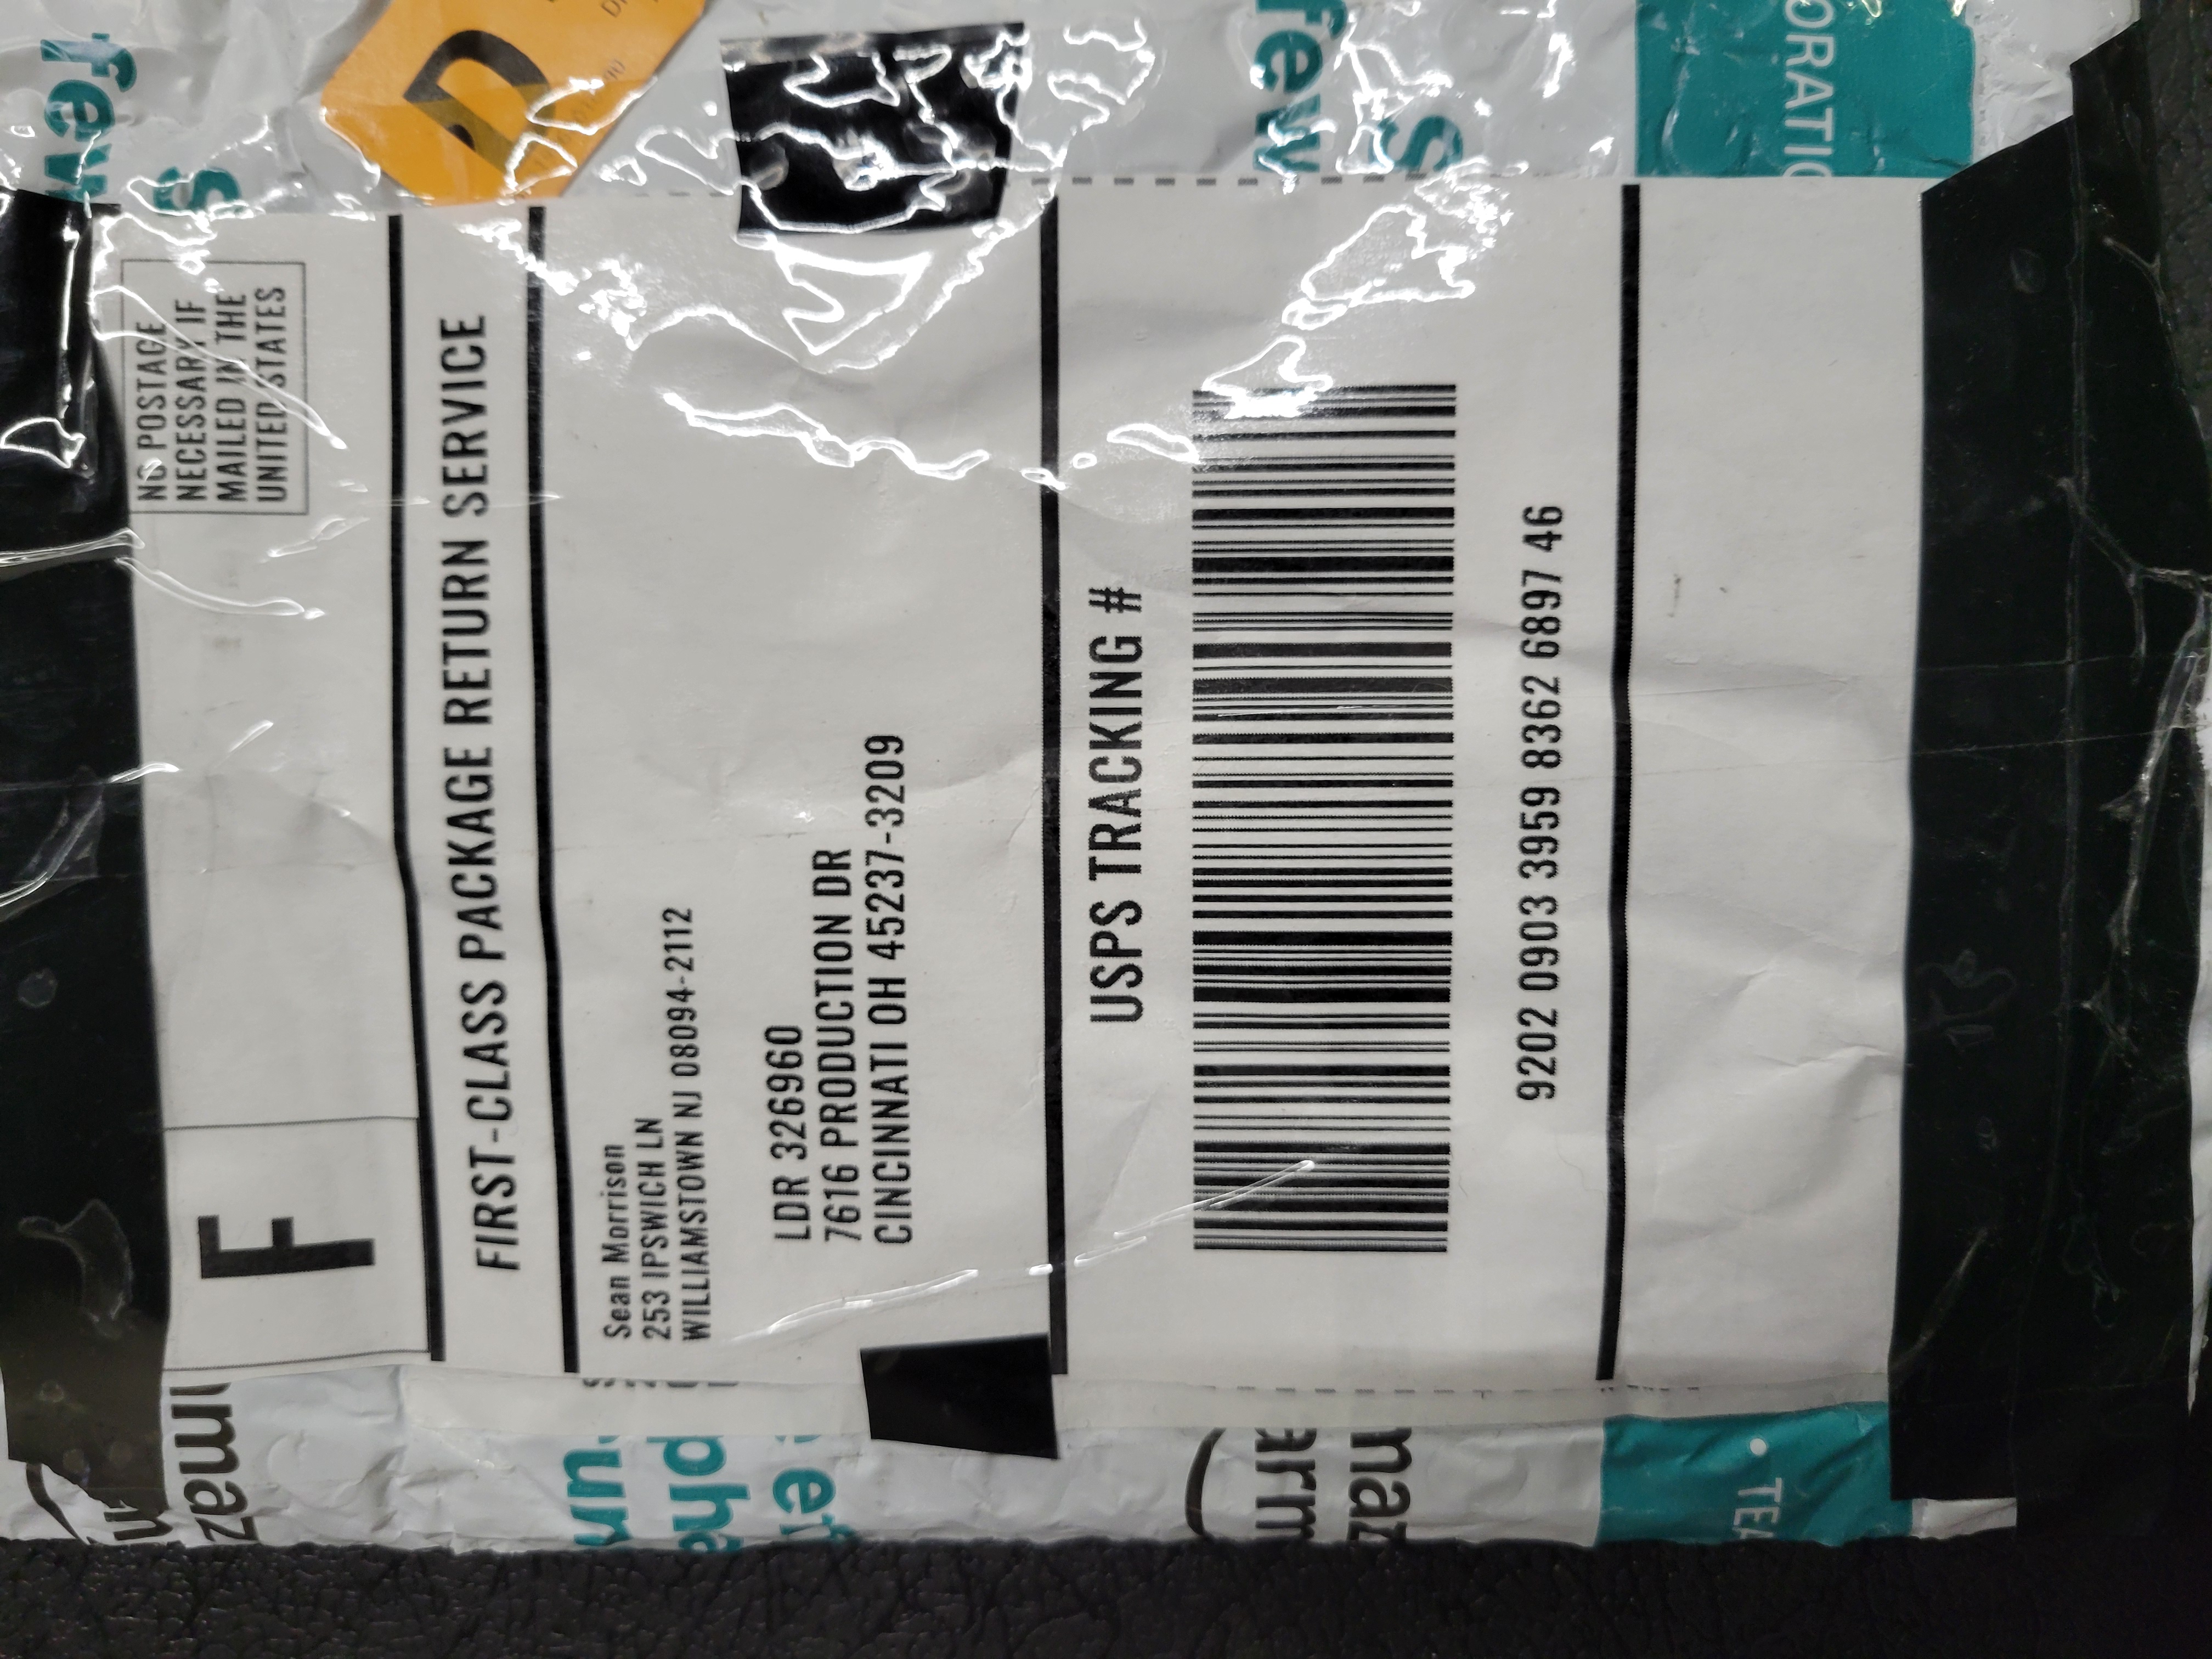 NO POSTAGE
NECESSARY IF
MAILED IN THE
UNITED STATES
F
FIRST-CLASS PACKAGE RETURN SERVICE
Sean Morrison
253 IPSWICH LN
WILLIAMSTOWN NJ 08094-2112
LDR 326960
7616 PRODUCTION DR
CINCINNATI OH 45237-3209
USPS TRACKING #
9202 0903 3959 8362 6897 46
few
s
few
s